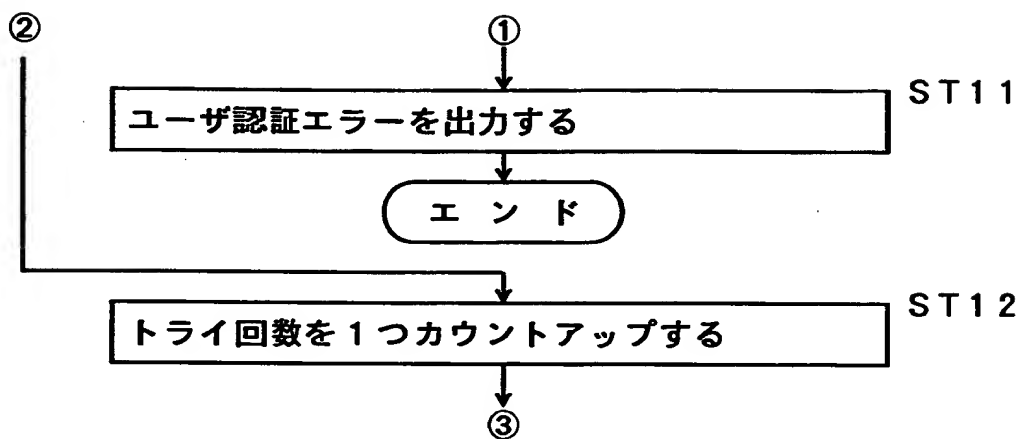 ② ①
ST11
ユーザ認証エラーを出力する
エンド
ST12
トライ回数を1つカウントアップする
③